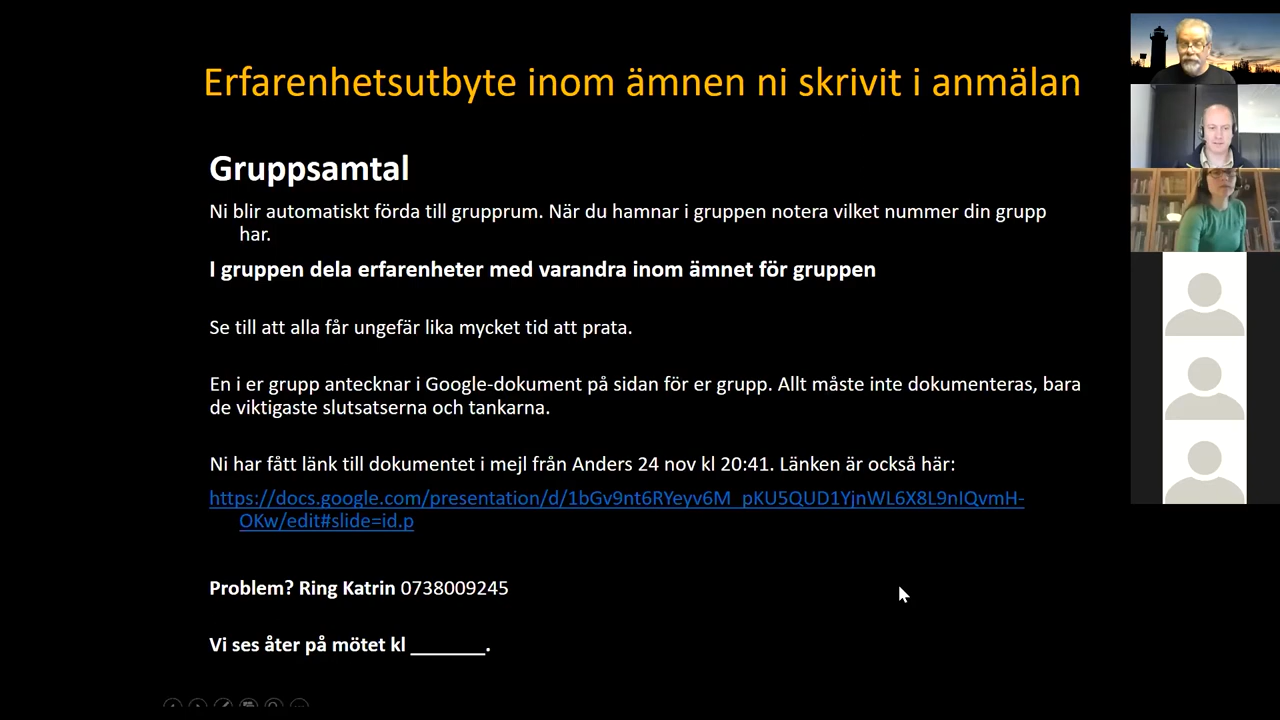 Erfarenhetsutbyte inom ämnen ni skrivit i anmälan
Gruppsamtal
Ni blir automatiskt förda till grupprum. När du hamnar i gruppen notera vilket nummer din grupp
har.
I gruppen dela erfarenheter med varandra inom ämnet för gruppen
Se till att alla får ungefär lika mycket tid att prata.
En i er grupp antecknar i Google-dokument på sidan för er grupp. Allt måste inte dokumenteras, bara
de viktigaste slutsatserna och tankarna.
Ni har fått länk till dokumentet i mejl från Anders 24 nov kl 20:41. Länken är också här:
https://docs.google.com/presentation/d/1bGv9nt6RYeyv6M_pKU5QUD1YjnWL6X8L9nIQvmH-
OKw/edit#slide=id.p
Problem? Ring Katrin 0738009245
Vi ses åter på mötet kl _______.